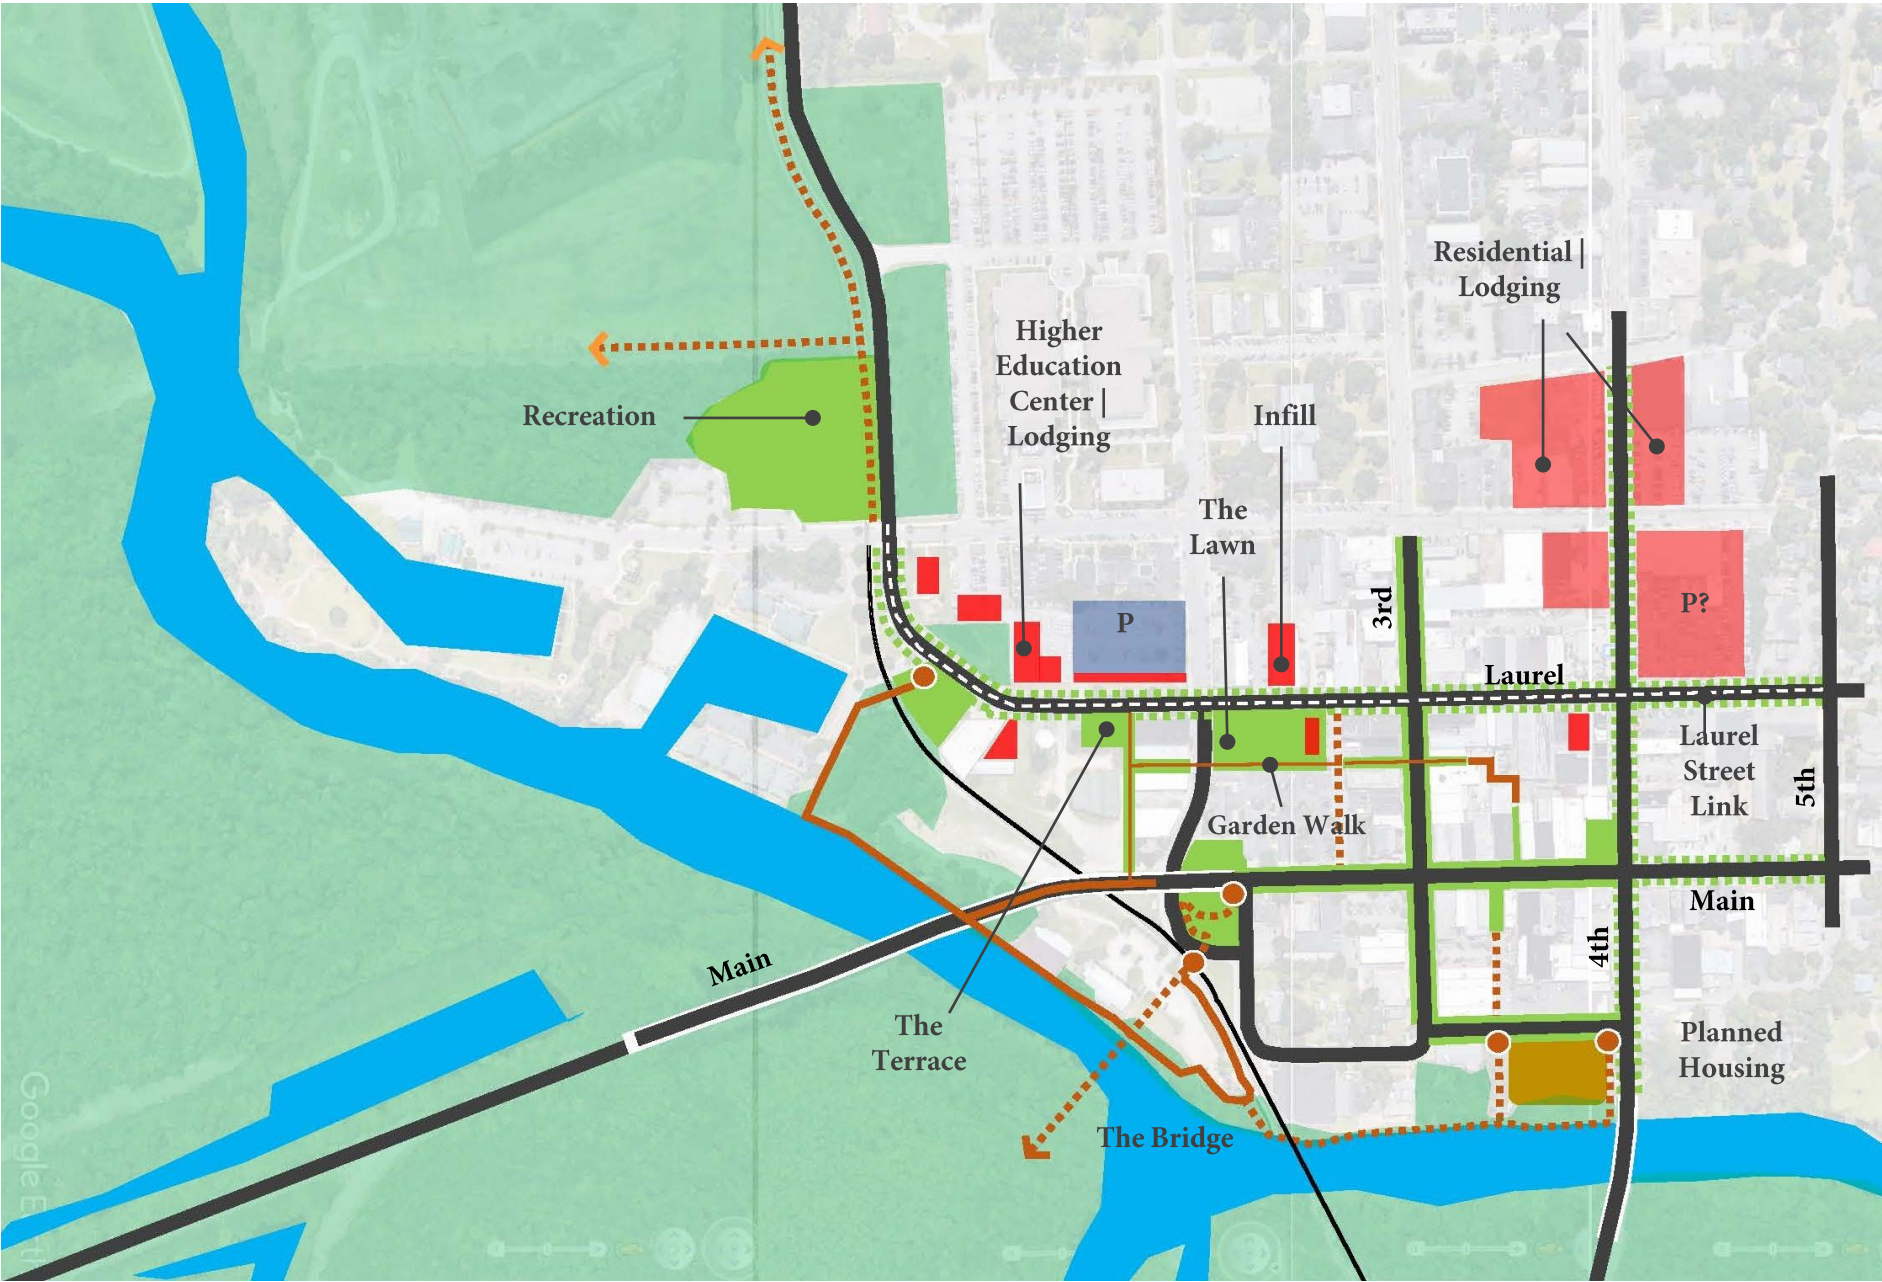 Residential |
Lodging
Higher
Education
Center |
Lodging
Recreation
Infill
The
Lawn
3rd
P
P?
Laurel
Laurel
Street
Link
5th
Garden Walk
Main
4th
Main
The
Terrace
Planned
Housing
The Bridge
Google E